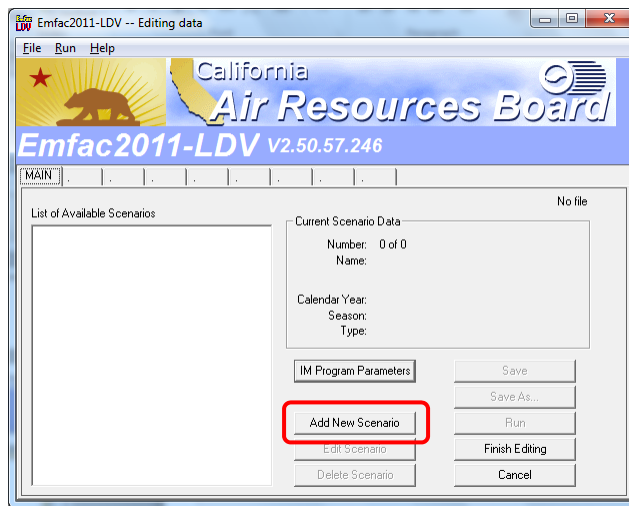 Emfac2011-LDV -- Editing data
File Run Help
California
Air Resources Board
Emfac2011-LDV V2.50.57.246
MAIN . . . . . . . .
No file
List of Available Scenarios
Current Scenario Data
Number: 0 of 0
Name:
Calendar Year:
Season:
Type:
IM Program Parameters
Save
Save As...
Add New Scenario
Run
Edit Scenario
Finish Editing
Delete Scenario
Cancel